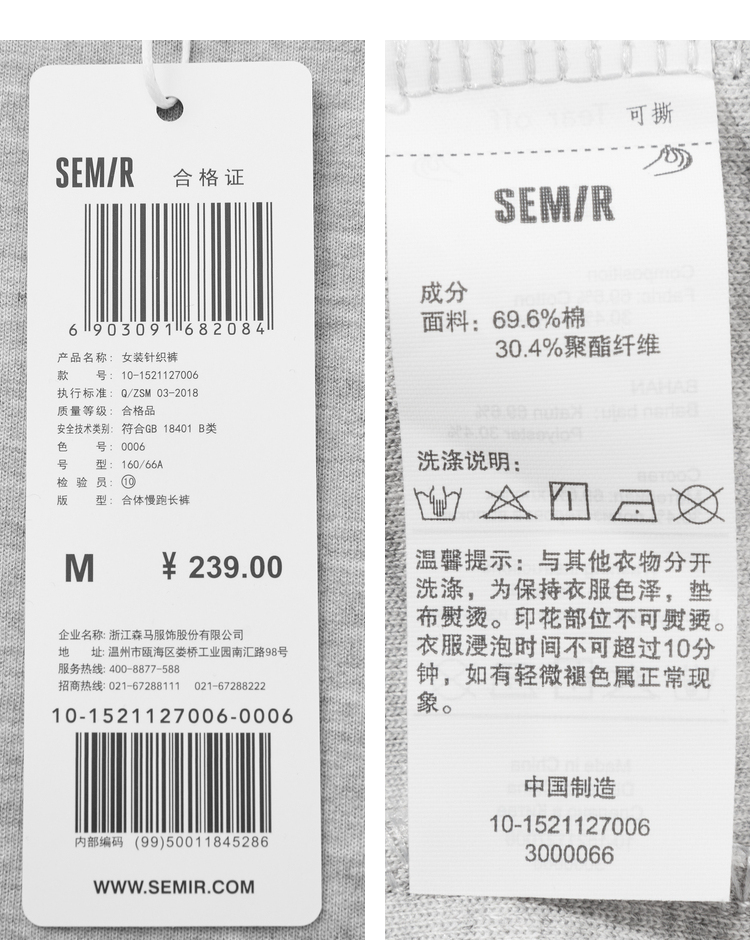 SEMIR 合格证
6 903091 682084
产品名称: 女装针织裤
款 号: 10-1521127006
执行标准: Q/ZSM 03-2018
质量等级: 合格品
安全技术类别: 符合GB 18401 B类
色 号: 0006
号 型: 160/66A
检 验 员: ⑩
版 型: 合体慢跑长裤
M ¥ 239.00
企业名称: 浙江森马服饰股份有限公司
地 址: 温州市瓯海区娄桥工业园南汇路98号
服务热线: 400-8877-588
招商热线: 021-67288111 021-67288222
10-1521127006-0006
内部编码 (99)50011845286
WWW.SEMIR.COM
可撕
SEMIR
成分
面料: 69.6%棉
30.4%聚酯纤维
洗涤说明:
温馨提示: 与其他衣物分开
洗涤，为保持衣服色泽，垫
布熨烫。印花部位不可熨烫。
衣服浸泡时间不可超过10分
钟，如有轻微褪色属正常现
象。
中国制造
10-1521127006
3000066